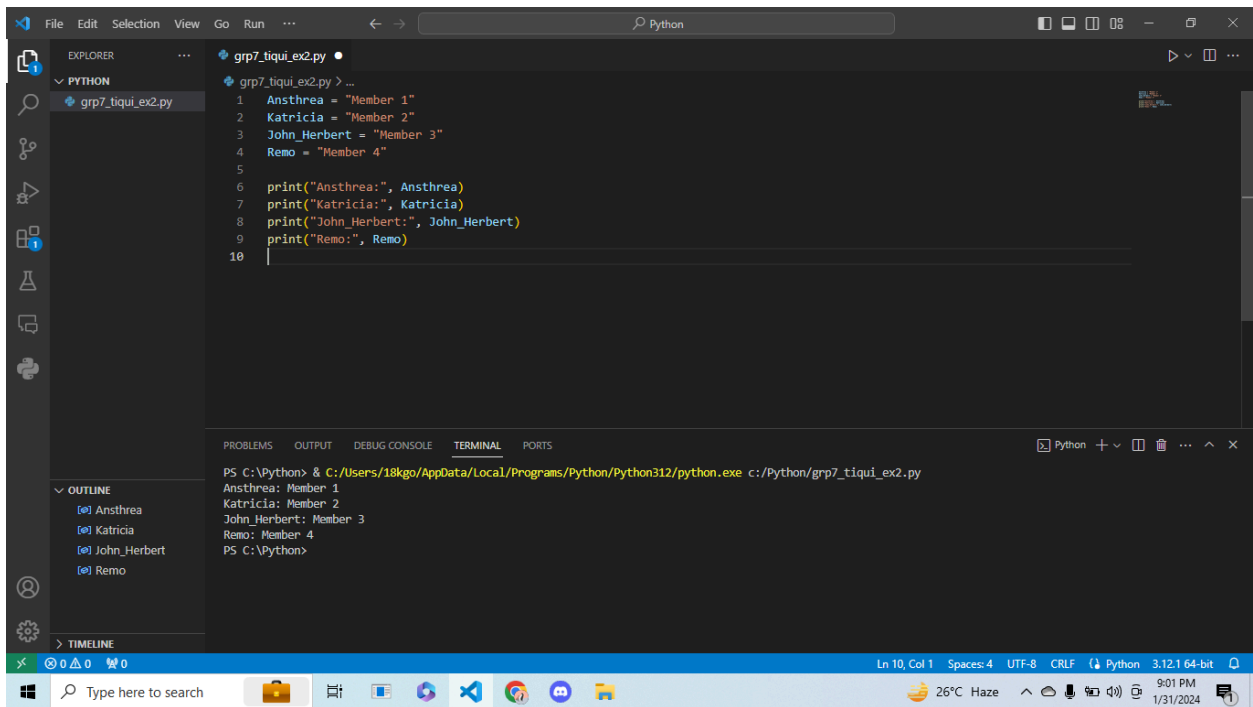 File Edit Selection View Go Run ··· ← → Python
EXPLORER ···
PYTHON
grp7_tiqui_ex2.py
grp7_tiqui_ex2.py ●
grp7_tiqui_ex2.py > ...
1 Ansthrea = "Member 1"
2 Katricia = "Member 2"
3 John_Herbert = "Member 3"
4 Remo = "Member 4"
5
6 print("Ansthrea:", Ansthrea)
7 print("Katricia:", Katricia)
8 print("John_Herbert:", John_Herbert)
9 print("Remo:", Remo)
10
PROBLEMS OUTPUT DEBUG CONSOLE TERMINAL PORTS Python
PS C:\Python> & C:/Users/18kgo/AppData/Local/Programs/Python/Python312/python.exe c:/Python/grp7_tiqui_ex2.py
Ansthrea: Member 1
Katricia: Member 2
John_Herbert: Member 3
Remo: Member 4
PS C:\Python>
OUTLINE
Ansthrea
Katricia
John_Herbert
Remo
TIMELINE
1
1
0 0 0 Ln 10, Col 1 Spaces: 4 UTF-8 CRLF Python 3.12.1 64-bit
Type here to search 26°C Haze 9:01 PM
1/31/2024
1